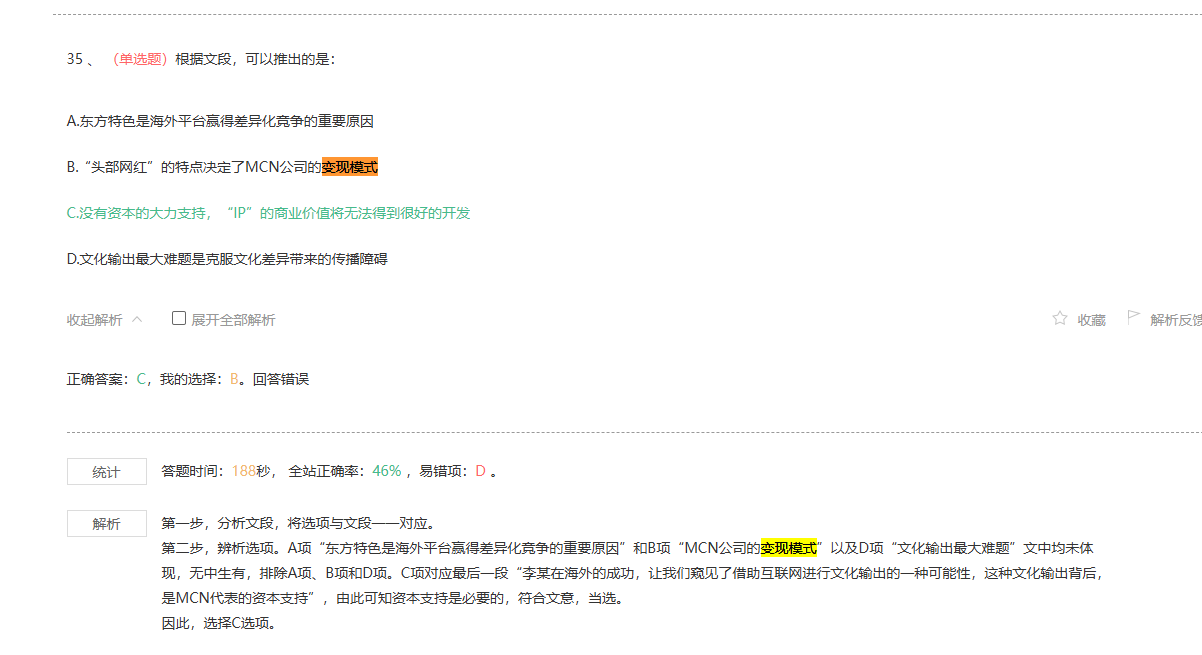 35 、 （单选题）根据文段，可以推出的是：
A.东方特色是海外平台赢得差异化竞争的重要原因
B.“头部网红”的特点决定了MCN公司的变现模式
C.没有资本的大力支持，“IP”的商业价值将无法得到很好的开发
D.文化输出最大难题是克服文化差异带来的传播障碍
收起解析 展开全部解析 收藏 解析反馈
正确答案：C，我的选择：B。回答错误
统计 答题时间：188秒， 全站正确率：46% ，易错项：D 。
解析 第一步，分析文段，将选项与文段一一对应。
第二步，辨析选项。A项“东方特色是海外平台赢得差异化竞争的重要原因”和B项“MCN公司的变现模式”以及D项“文化输出最大难题”文中均未体
现，无中生有，排除A项、B项和D项。C项对应最后一段“李某在海外的成功，让我们窥见了借助互联网进行文化输出的一种可能性，这种文化输出背后，
是MCN代表的资本支持”，由此可知资本支持是必要的，符合文意，当选。
因此，选择C选项。